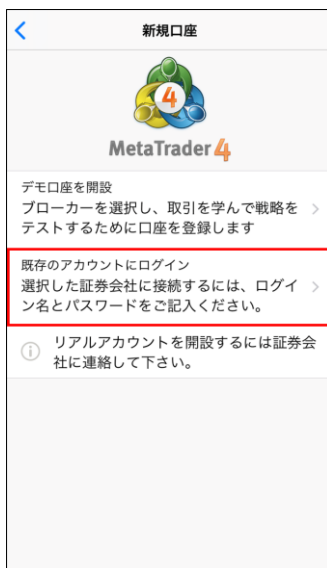 新規口座
4
MetaTrader 4
デモ口座を開設
ブローカーを選択し、取引を学んで戦略を
テストするために口座を登録します
既存のアカウントにログイン
選択した証券会社に接続するには、ログイ
ン名とパスワードをご記入ください。
リアルアカウントを開設するには証券会
社に連絡して下さい。